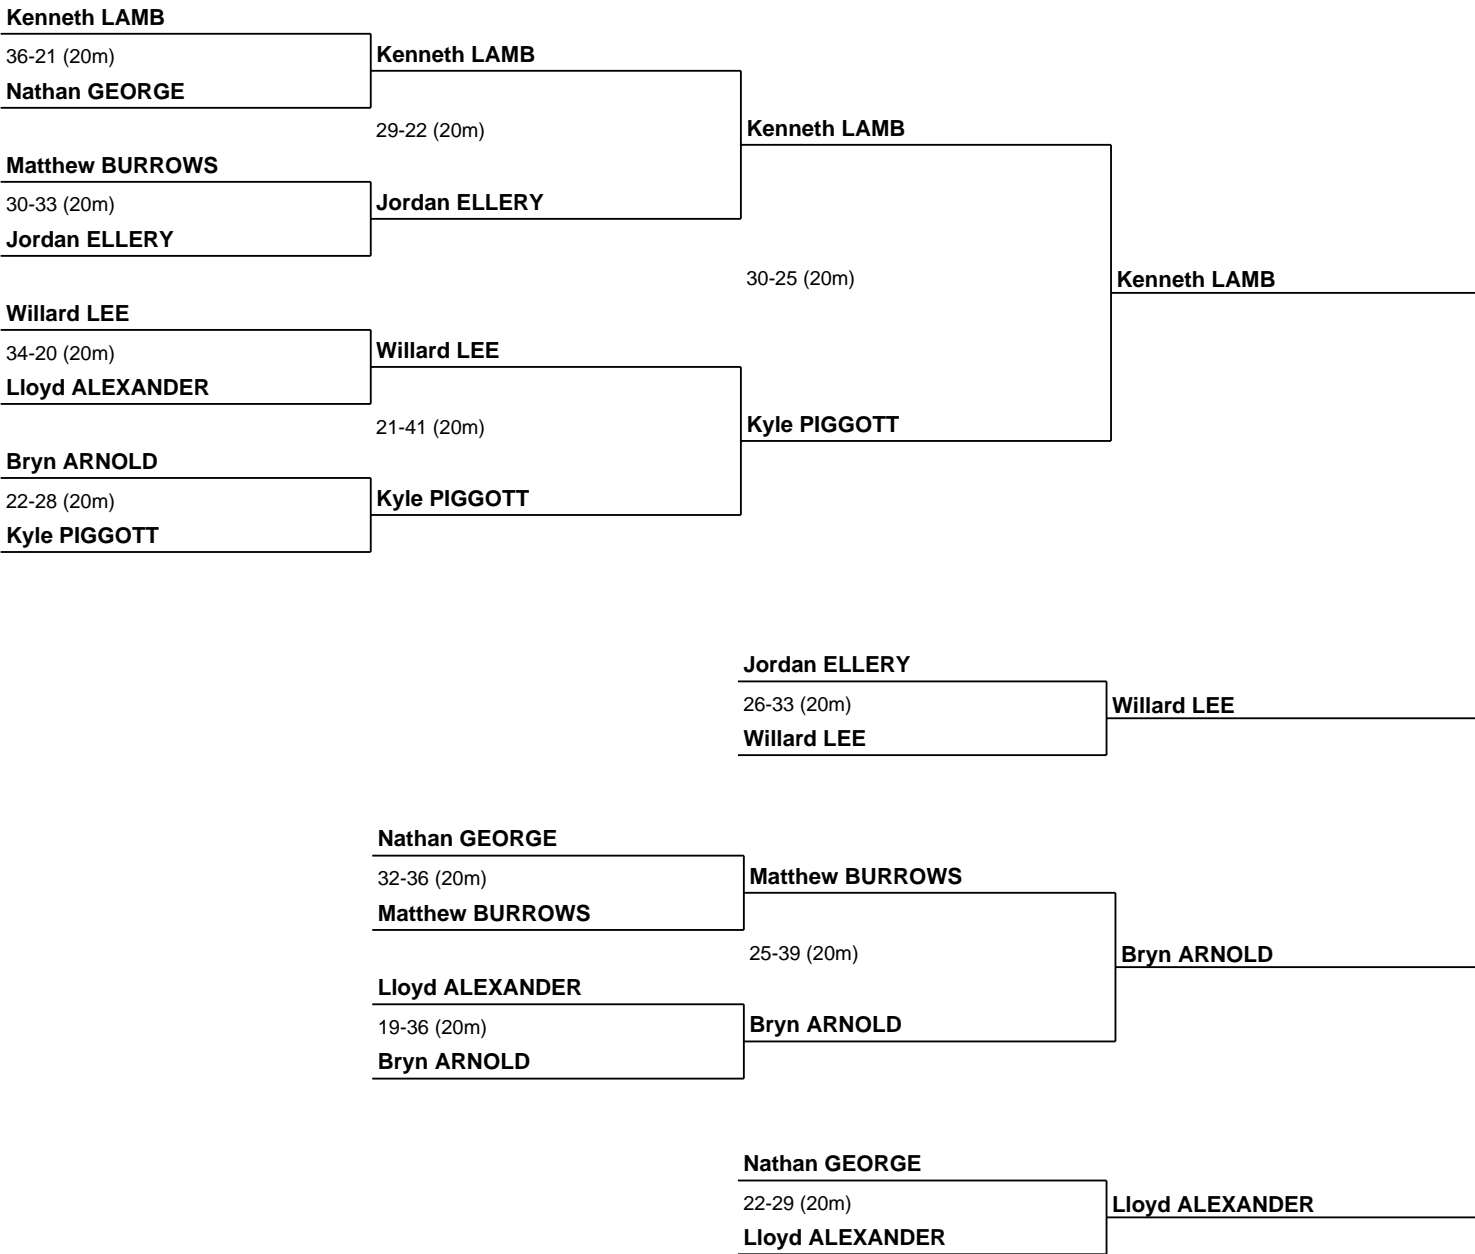 Kenneth LAMB
36-21 (20m)
Nathan GEORGE
Matthew BURROWS
30-33 (20m)
Jordan ELLERY
Willard LEE
34-20 (20m)
Lloyd ALEXANDER
Bryn ARNOLD
22-28 (20m)
Kyle PIGGOTT
Kenneth LAMB
29-22 (20m)
Jordan ELLERY
Willard LEE
21-41 (20m)
Kyle PIGGOTT
Kenneth LAMB
30-25 (20m)
Kyle PIGGOTT
Kenneth LAMB
Jordan ELLERY
26-33 (20m)
Willard LEE
Willard LEE
Nathan GEORGE
32-36 (20m)
Matthew BURROWS
Lloyd ALEXANDER
19-36 (20m)
Bryn ARNOLD
Matthew BURROWS
25-39 (20m)
Bryn ARNOLD
Bryn ARNOLD
Nathan GEORGE
22-29 (20m)
Lloyd ALEXANDER
Lloyd ALEXANDER